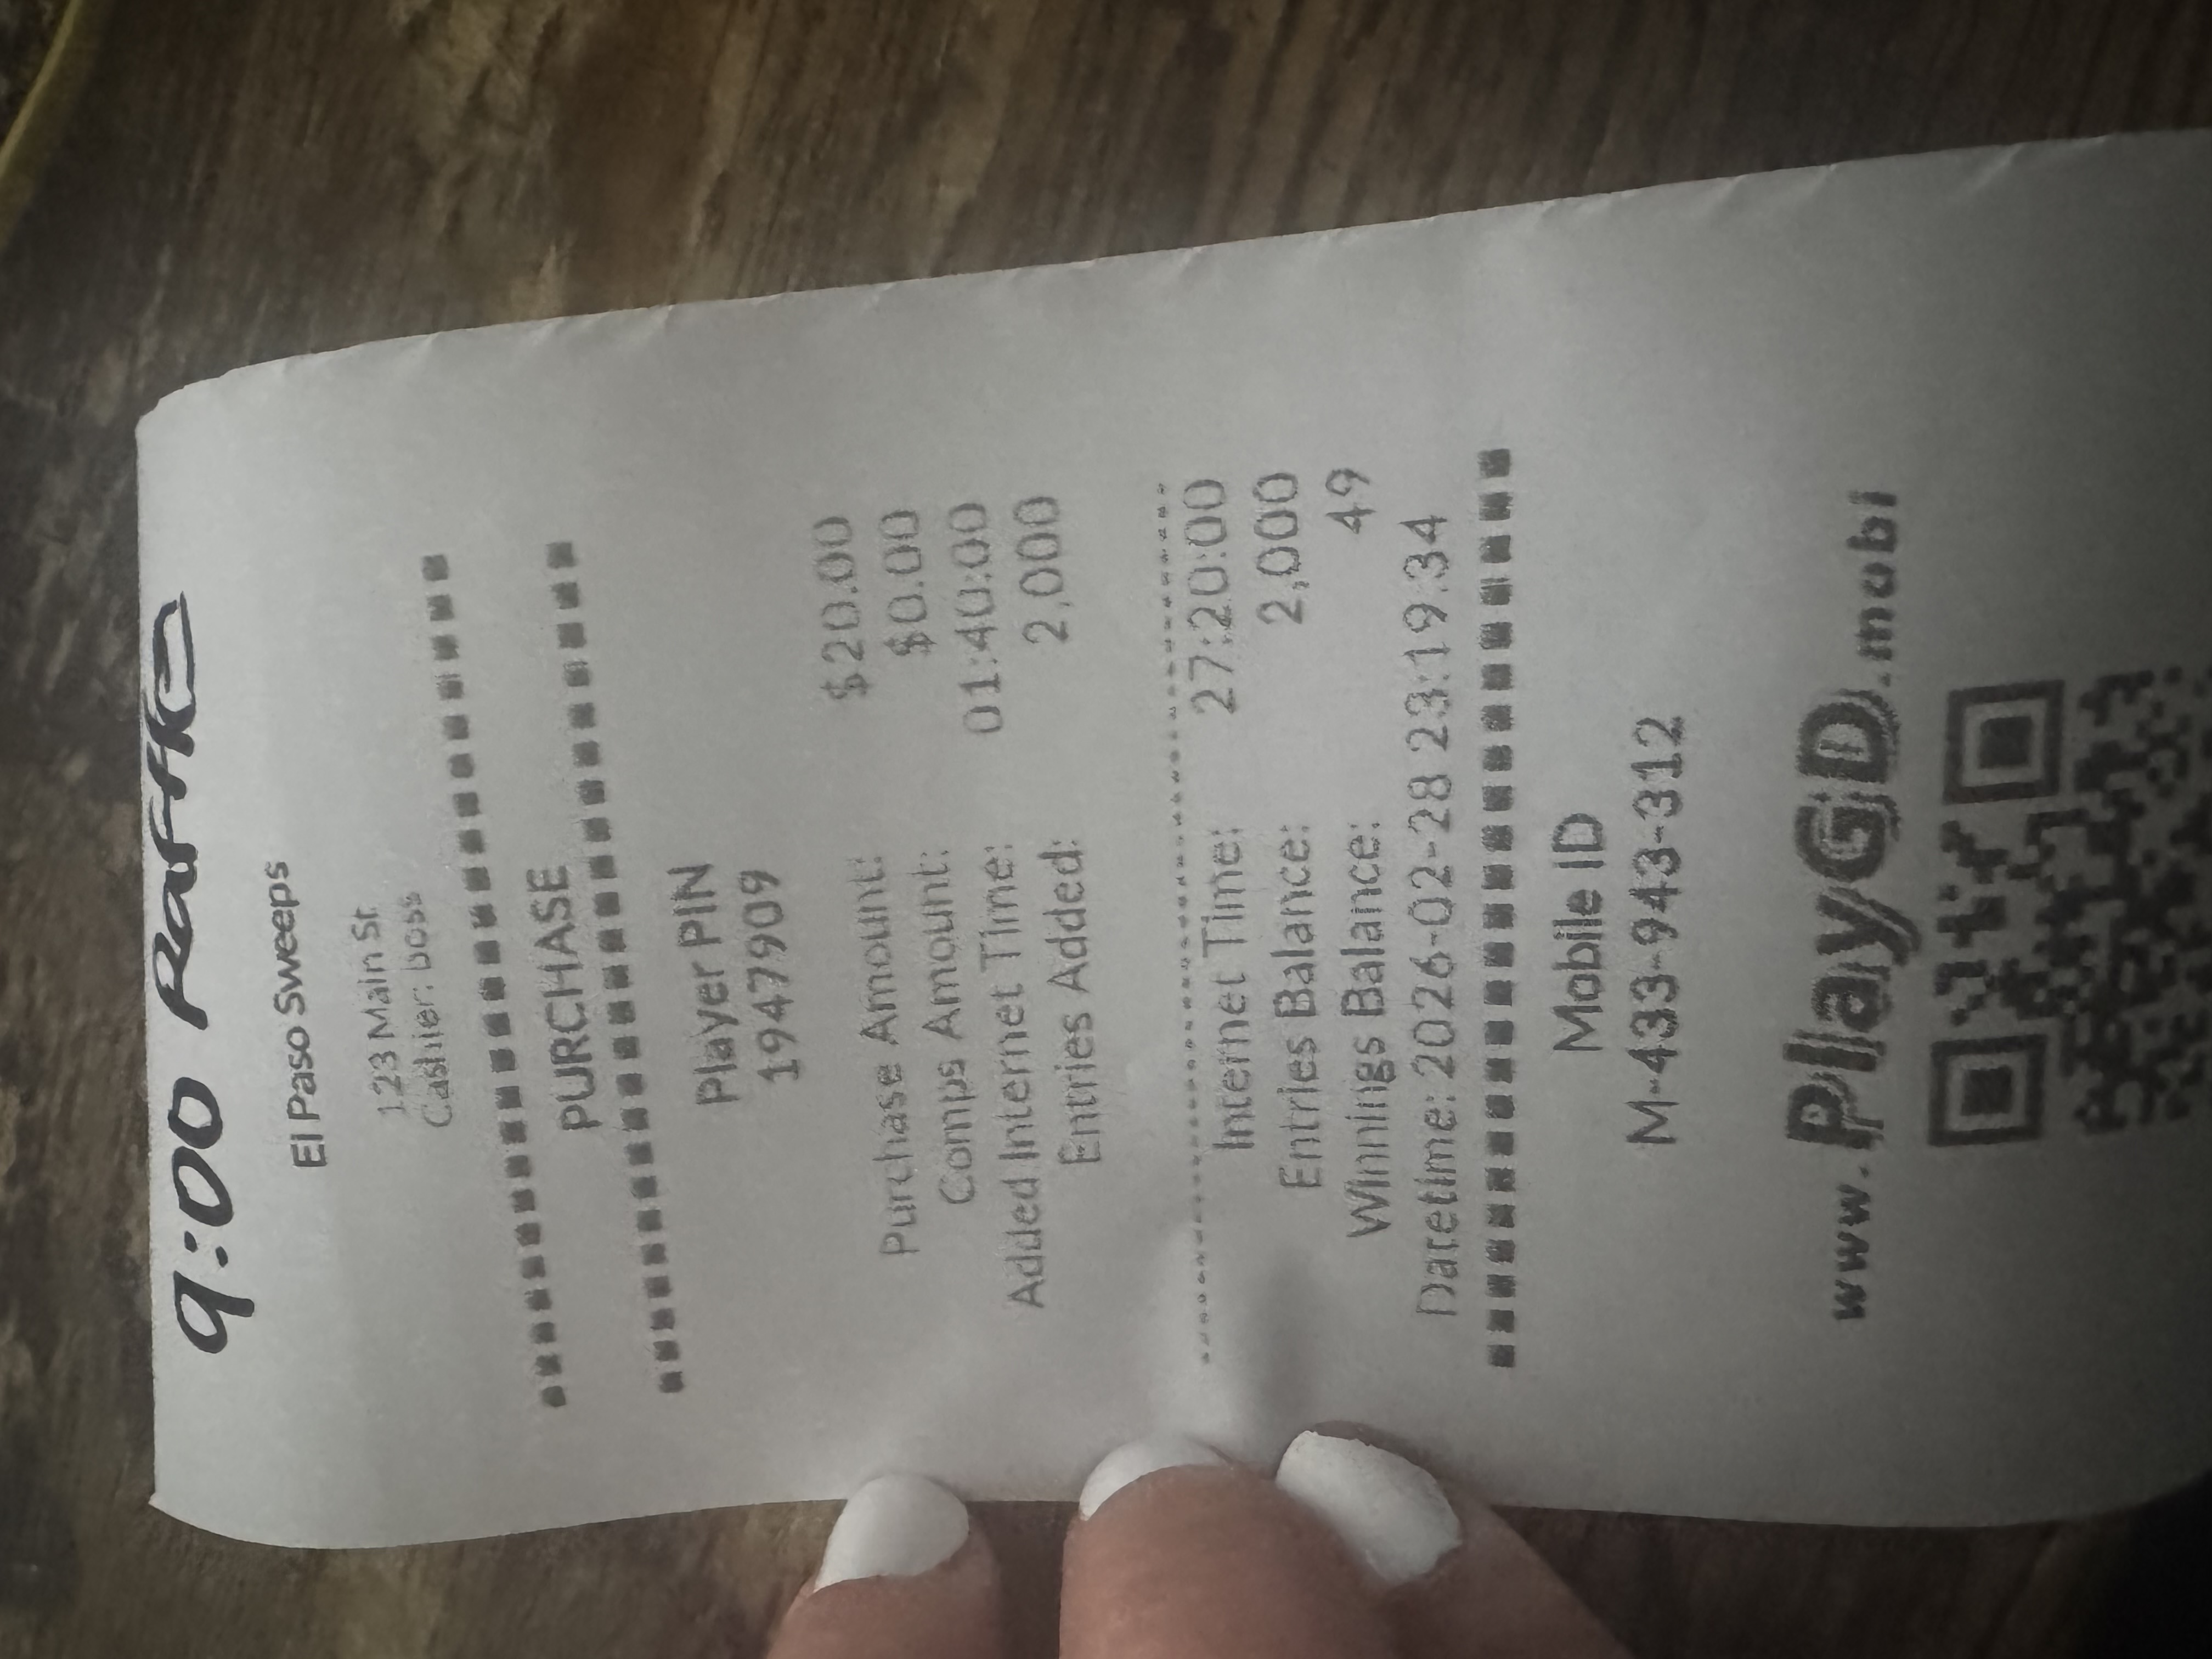 9:00 Raffle
El Paso Sweeps
123 Main St
Cashier: boss
PURCHASE
Player PIN
1947909
Purchase Amount: $20.00
Comps Amount: $0.00
Added Internet Time: 01:40:00
Entries Added: 2,000
Internet Time: 27:20:00
Entries Balance: 2,000
Winnings Balance: 49
Datetime: 2026-02-28 23:19:34
Mobile ID
M-433-943-312
www.PlayGD.mobi